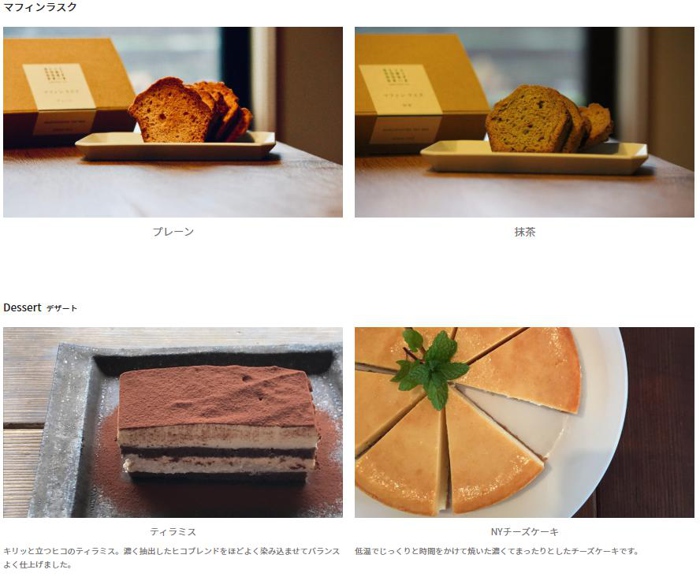 マフィンラスク
プレーン
抹茶
Dessert デザート
ティラミス
NYチーズケーキ
キリッと立つヒコのティラミス。濃く抽出したヒコブレンドをほどよく染み込ませてバランス
よく仕上げました。
低温でじっくりと時間をかけて焼いた濃くてまったりとしたチーズケーキです。